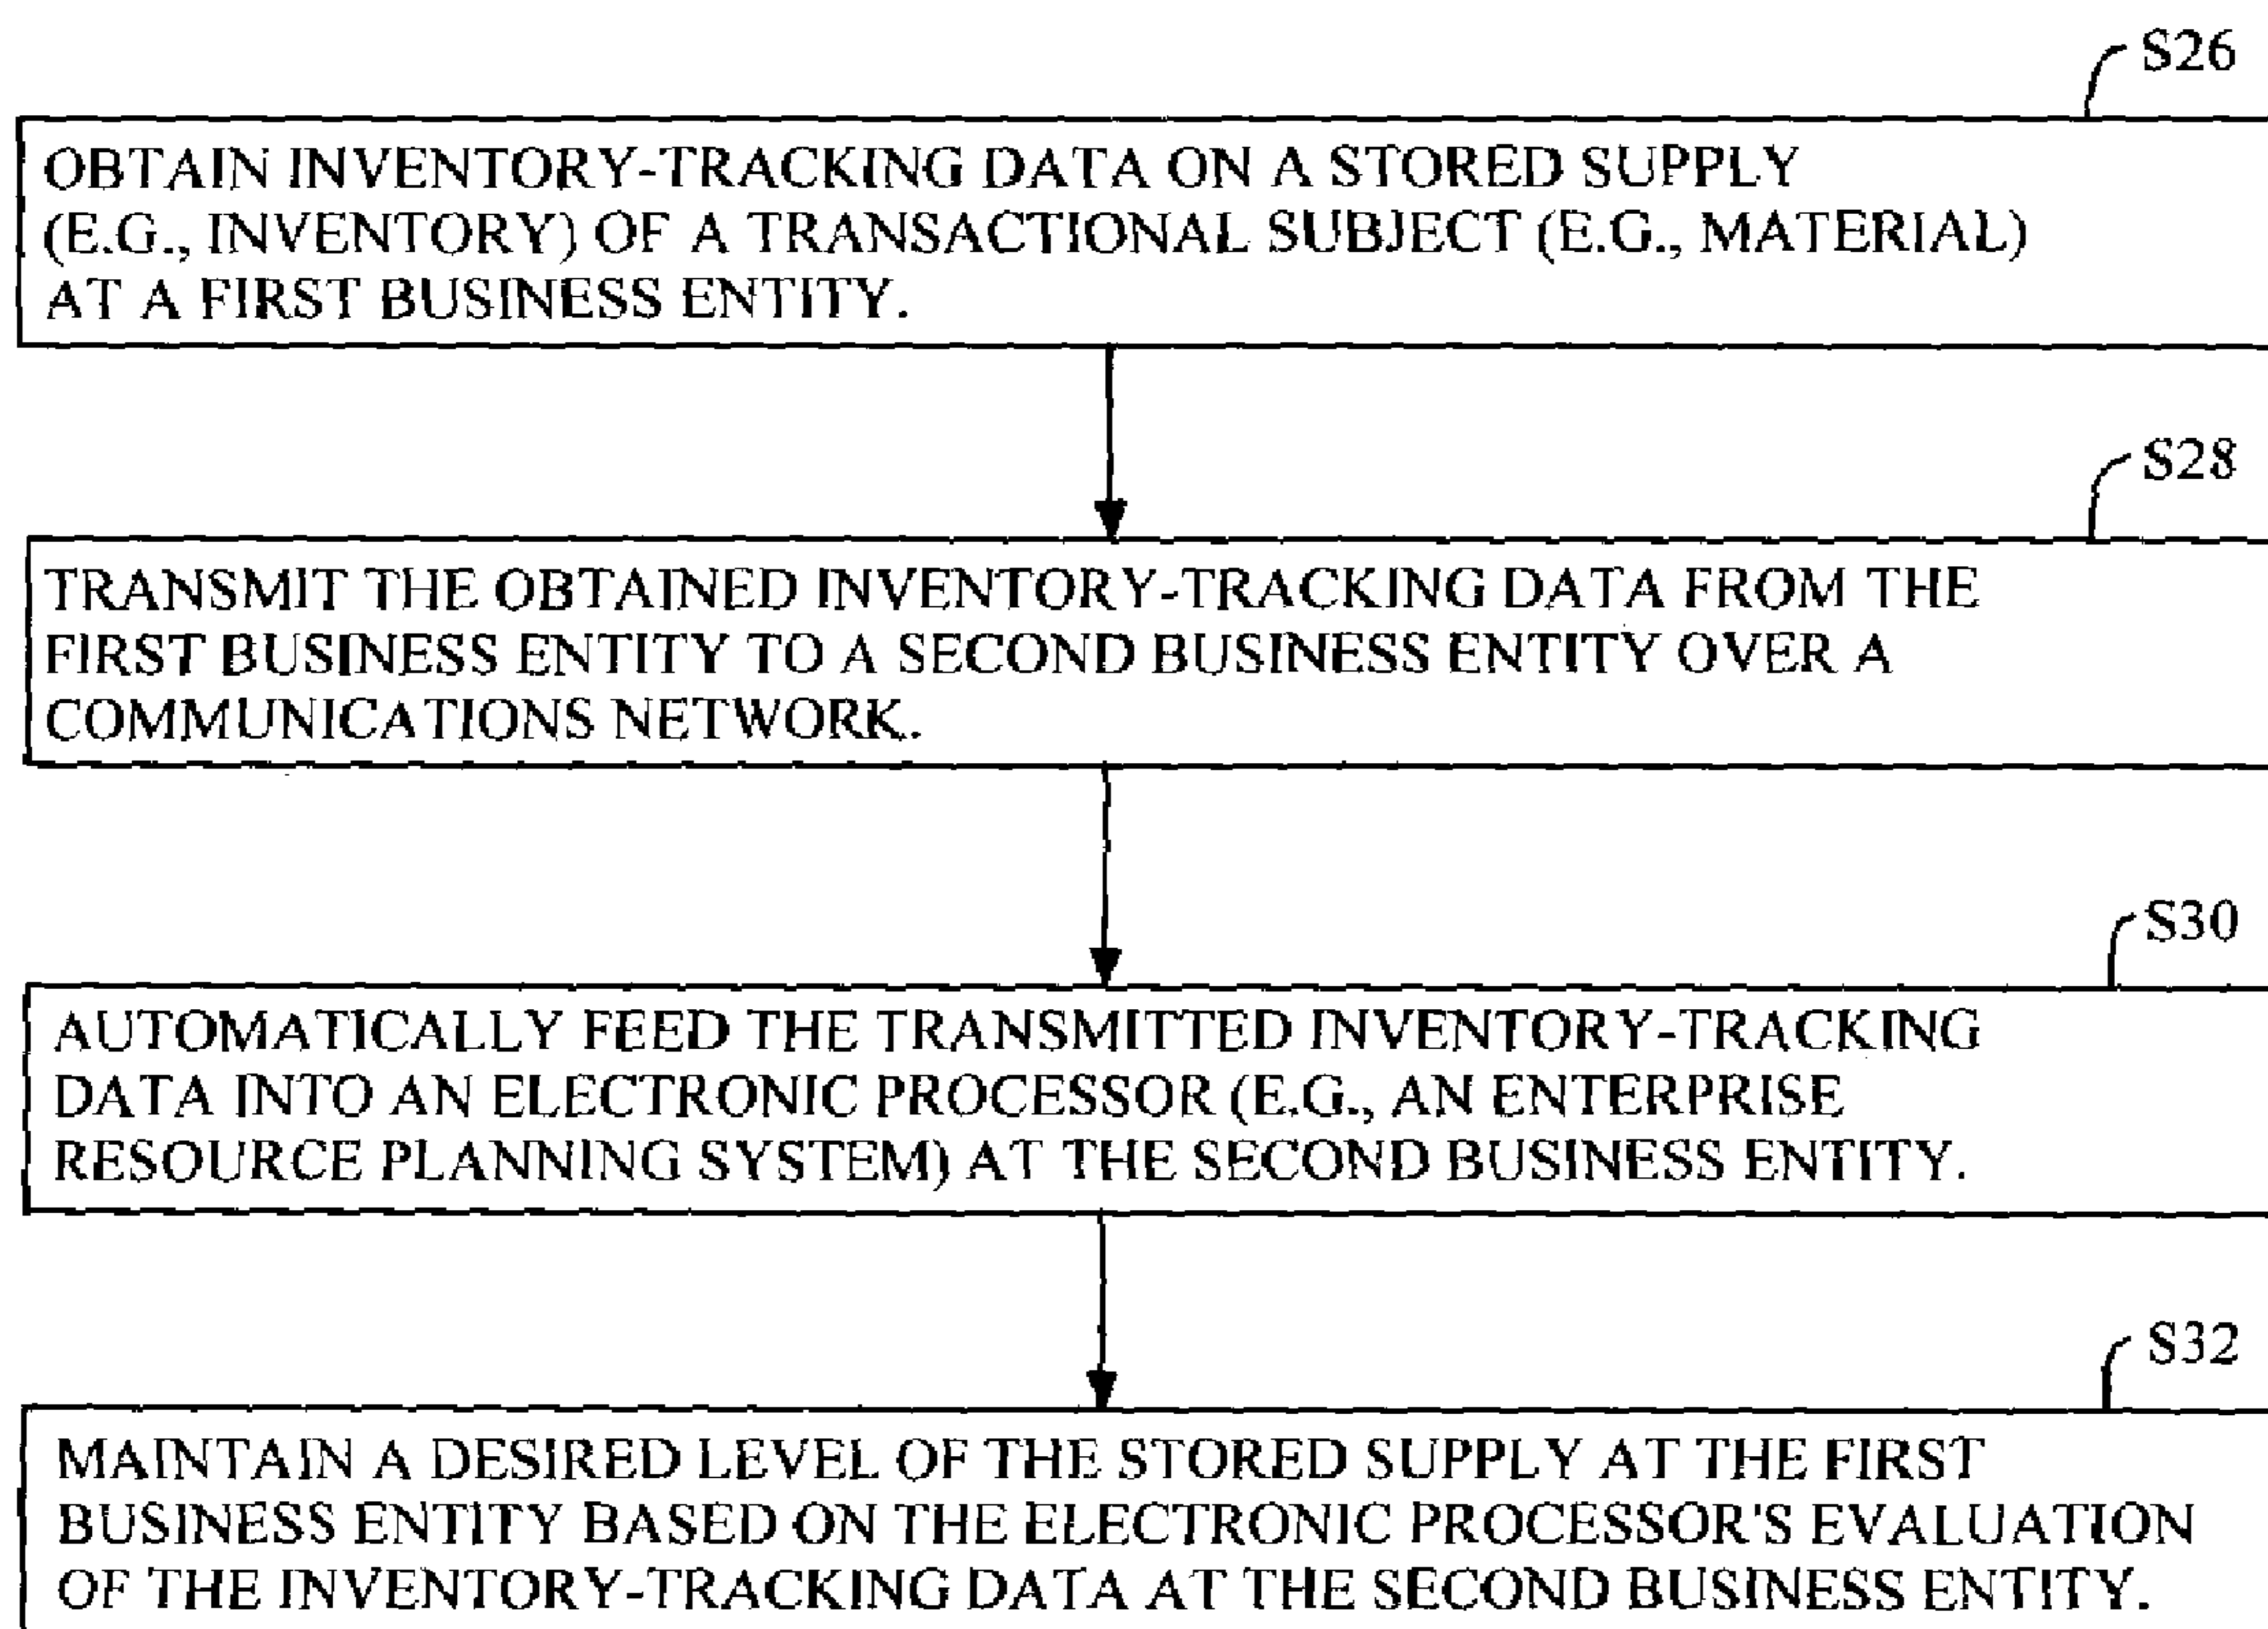 S26
OBTAIN INVENTORY-TRACKING DATA ON A STORED SUPPLY
(E.G., INVENTORY) OF A TRANSACTIONAL SUBJECT (E.G., MATERIAL)
AT A FIRST BUSINESS ENTITY.
S28
TRANSMIT THE OBTAINED INVENTORY-TRACKING DATA FROM THE
FIRST BUSINESS ENTITY TO A SECOND BUSINESS ENTITY OVER A
COMMUNICATIONS NETWORK.
S30
AUTOMATICALLY FEED THE TRANSMITTED INVENTORY-TRACKING
DATA INTO AN ELECTRONIC PROCESSOR (E.G., AN ENTERPRISE
RESOURCE PLANNING SYSTEM) AT THE SECOND BUSINESS ENTITY.
S32
MAINTAIN A DESIRED LEVEL OF THE STORED SUPPLY AT THE FIRST
BUSINESS ENTITY BASED ON THE ELECTRONIC PROCESSOR'S EVALUATION
OF THE INVENTORY-TRACKING DATA AT THE SECOND BUSINESS ENTITY.